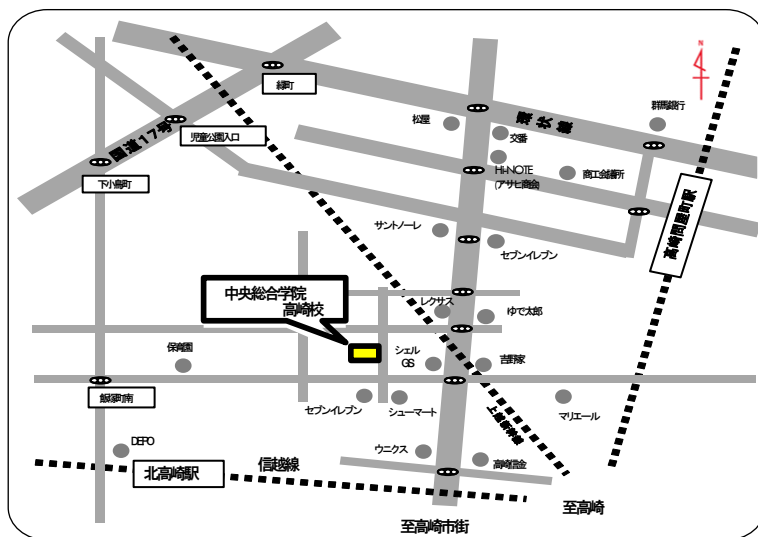 N
緑町
環状線
群馬銀行
松屋
交番
国道17号
児童公園入口
HI-NOTE
(アサヒ商会)
商工会議所
下小鳥町
高崎問屋町駅
サントノーレ
セブンイレブン
中央総合学院
高崎校
レクサス
ゆで太郎
保育園
シェル
GS
吉野家
飯塚町南
セブンイレブン
シューマート
上越新幹線
マリエール
DEPO
ウニクス
高崎信金
北高崎駅
信越線
至高崎
至高崎市街